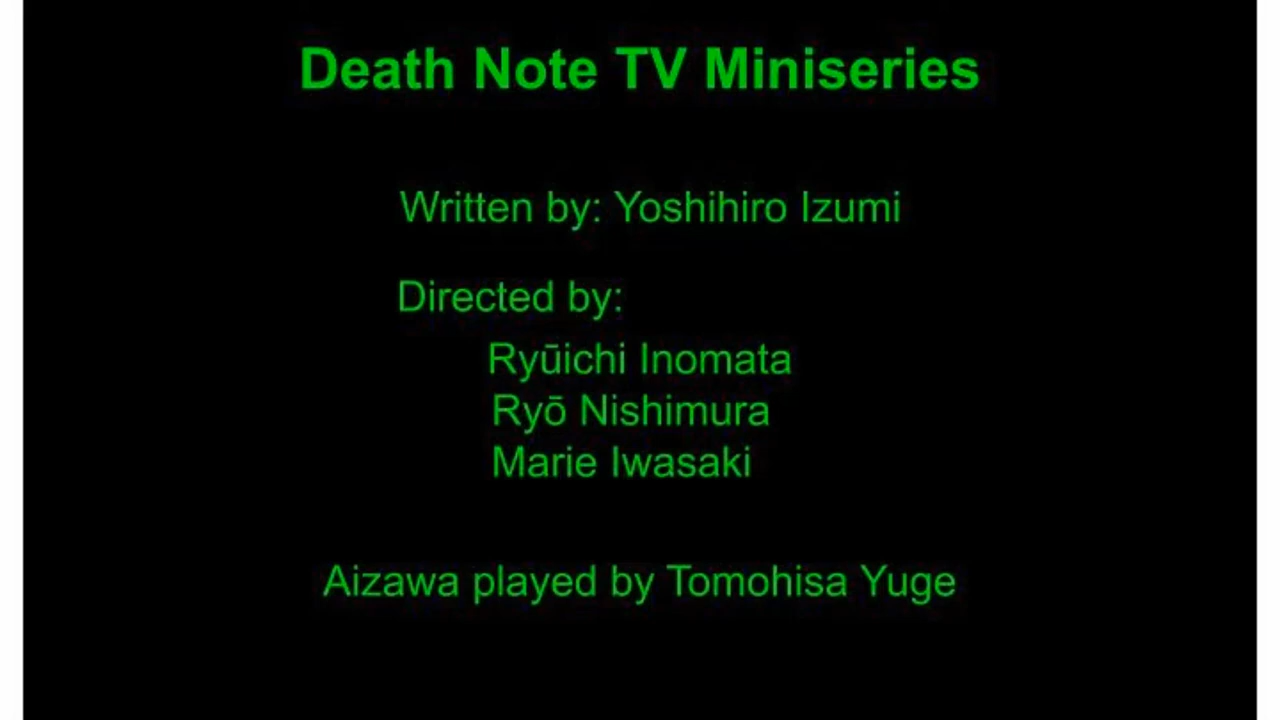 Death Note TV Miniseries
Written by: Yoshihiro Izumi
Directed by:
Ryūichi Inomata
Ryō Nishimura
Marie Iwasaki
Aizawa played by Tomohisa Yuge